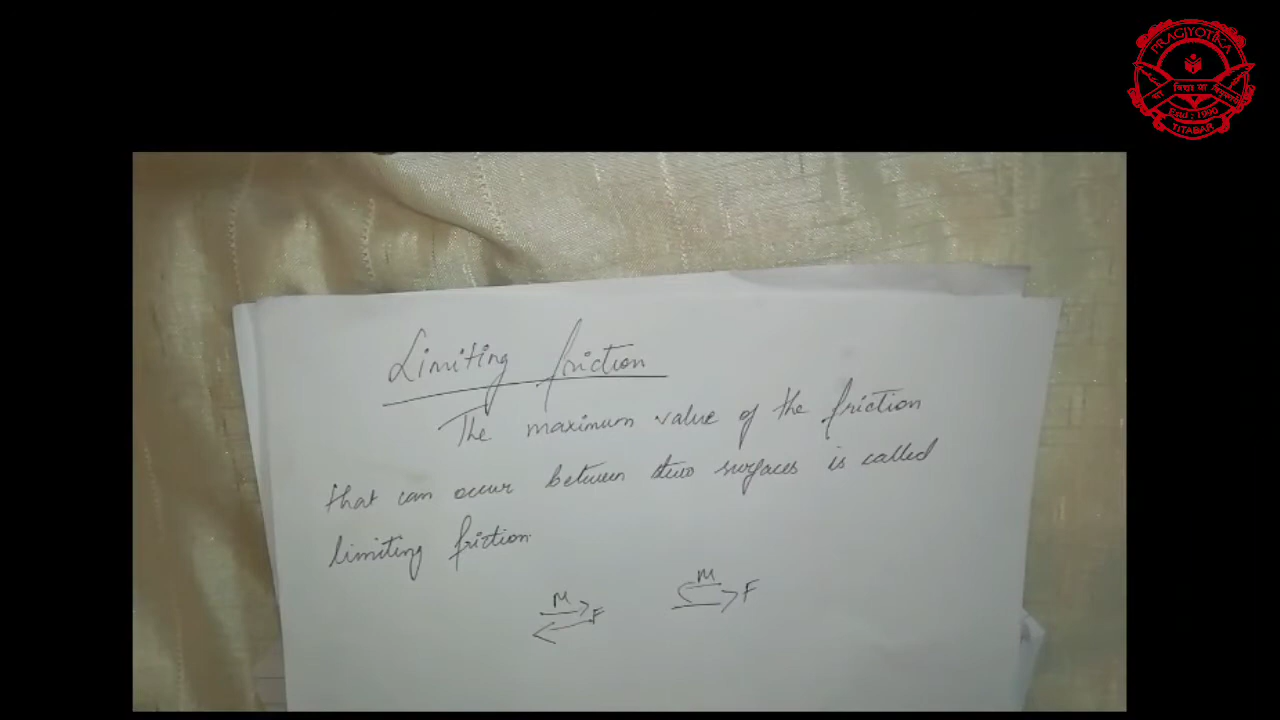 PRAGJYOTIKA
Estd : 1990
TITABAR
Limiting friction
The maximum value of the friction
that can occur between two surfaces is called
limiting friction.
M
F
M
F